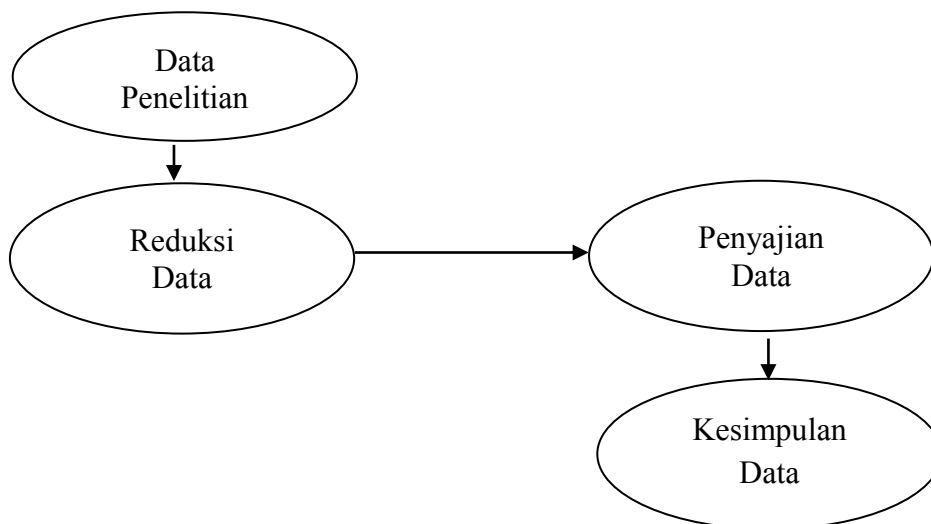 Data
Penelitian
Reduksi
Data
Penyajian
Data
Kesimpulan
Data